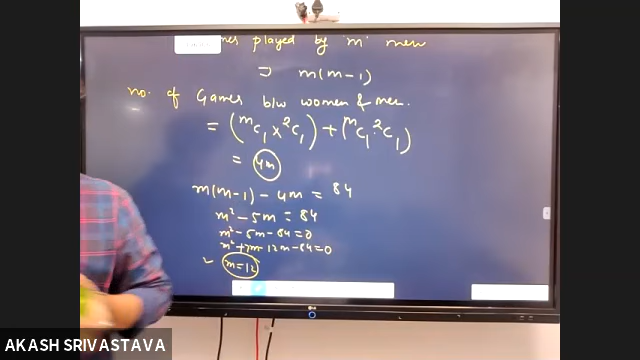 played by 'm' men
⊃ m(m-1)
no. of Games b/w women & men.
= (ᵐC₁ × ²C₁) + (ᵐC₁ · ²C₁)
= 4m
m(m-1) - 4m = 84
m² - 5m = 84
m² - 5m - 84 = 0
m² + 7m - 12m - 84 = 0
m = 12
AKASH SRIVASTAVA